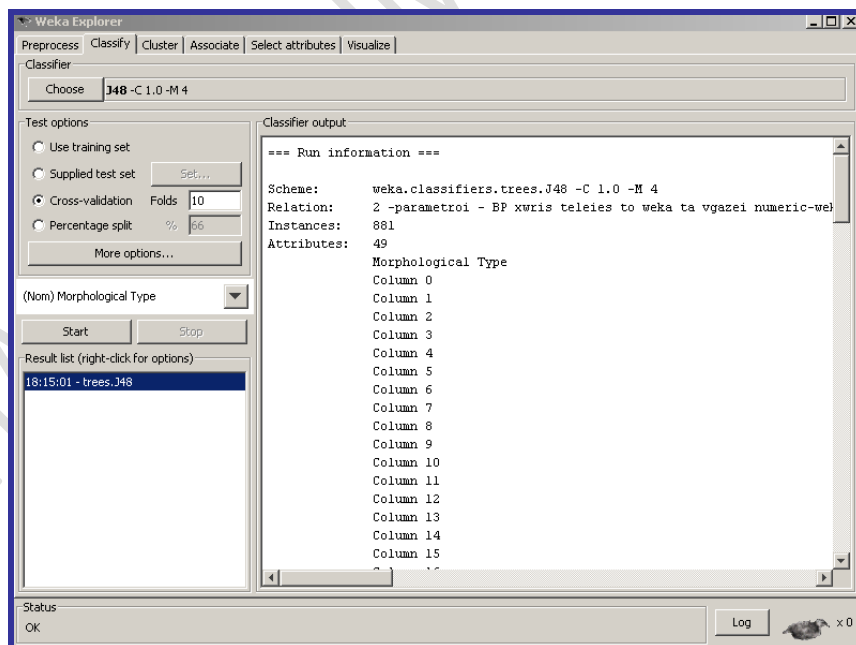 Weka Explorer
Preprocess Classify Cluster Associate Select attributes Visualize
Classifier
Choose J48 -C 1.0 -M 4
Test options
Use training set
Supplied test set Set...
Cross-validation Folds 10
Percentage split % 66
More options...
(Nom) Morphological Type
Start Stop
Result list (right-click for options)
18:15:01 - trees.J48
Classifier output
=== Run information ===
Scheme: weka.classifiers.trees.J48 -C 1.0 -M 4
Relation: 2 -parametroi - BP xwris teleies to weka ta vgazei numeric-wek
Instances: 881
Attributes: 49
Morphological Type
Column 0
Column 1
Column 2
Column 3
Column 4
Column 5
Column 6
Column 7
Column 8
Column 9
Column 10
Column 11
Column 12
Column 13
Column 14
Column 15
Status
OK
Log x 0